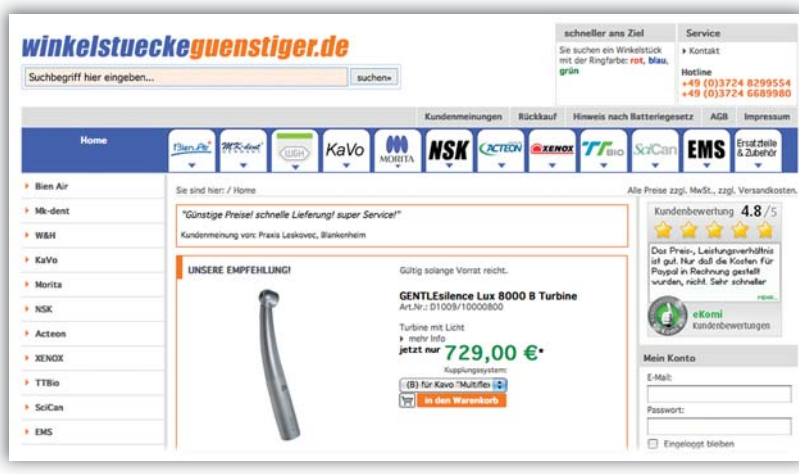 winkelstueckeguenstiger.de
Suchbegriff hier eingeben...
suchen»
schneller ans Ziel
Sie suchen ein Winkelstück
mit der Ringfarbe: rot, blau,
grün
Service
Kontakt
Hotline
+49 (0)3724 8299554
+49 (0)3724 6689980
Kundenmeinungen Rückkauf Hinweis nach Batteriegesetz AGB Impressum
Home
Bien Air MK-dent W&H KaVo MORITA NSK ACTEON XENOX TTBIO SciCan EMS Ersatzteile
& Zubehör
Bien Air
Mk-dent
W&H
KaVo
Morita
NSK
Acteon
XENOX
TTBio
SciCan
EMS
Sie sind hier: / Home
Alle Preise zzgl. MwSt., zzgl. Versandkosten.
"Günstige Preise! schnelle Lieferung! super Service!"
Kundenmeinung von: Praxis Leskovec, Blankenheim
UNSERE EMPFEHLUNG!
Gültig solange Vorrat reicht.
GENTLEsilence Lux 8000 B Turbine
Art.Nr.: D1009/10000800
Turbine mit Licht
mehr Info
jetzt nur 729,00 €*
Kupplungssystem:
(B) für Kavo "Multiflex
in den Warenkorb
Kundenbewertung 4.8/5
Das Preis-, Leistungsverhältnis
ist gut. Nur daß die Kosten für
Paypal in Rechnung gestellt
wurden, nicht. Sehr schneller
MEHR...
eKomi
Kundenbewertungen
Mein Konto
E-Mail:
Passwort:
Eingeloggt bleiben